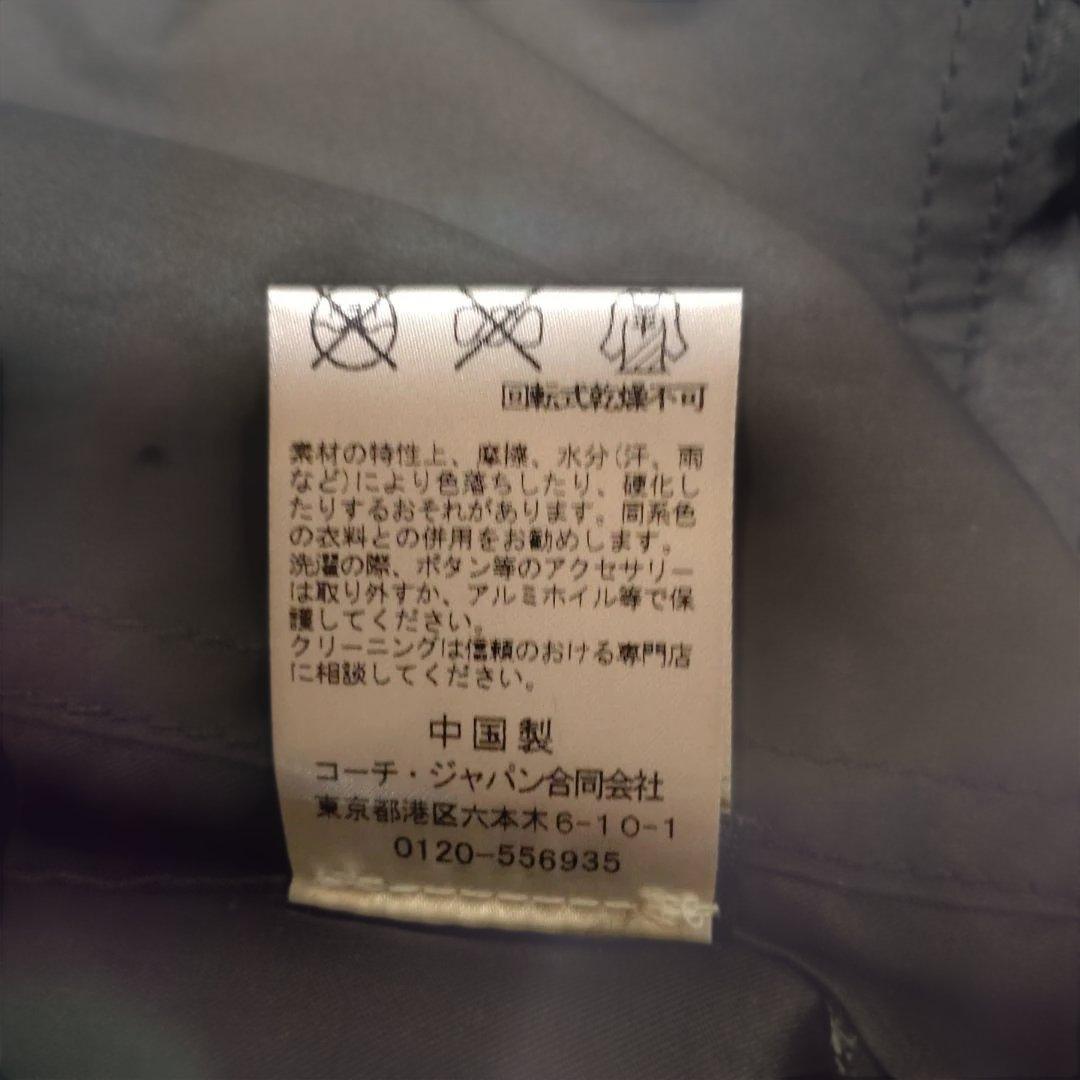 回転式乾燥不可
素材の特性上、摩擦、水分(汗、雨
など)により色落ちしたり、硬化し
たりするおそれがあります。同系色
の衣料との併用をお勧めします。
洗濯の際、ボタン等のアクセサリー
は取り外すか、アルミホイル等で保
護してください。
クリーニングは信頼のおける専門店
に相談してください。
中国製
コーチ・ジャパン合同会社
東京都港区六本木6-10-1
0120-556935